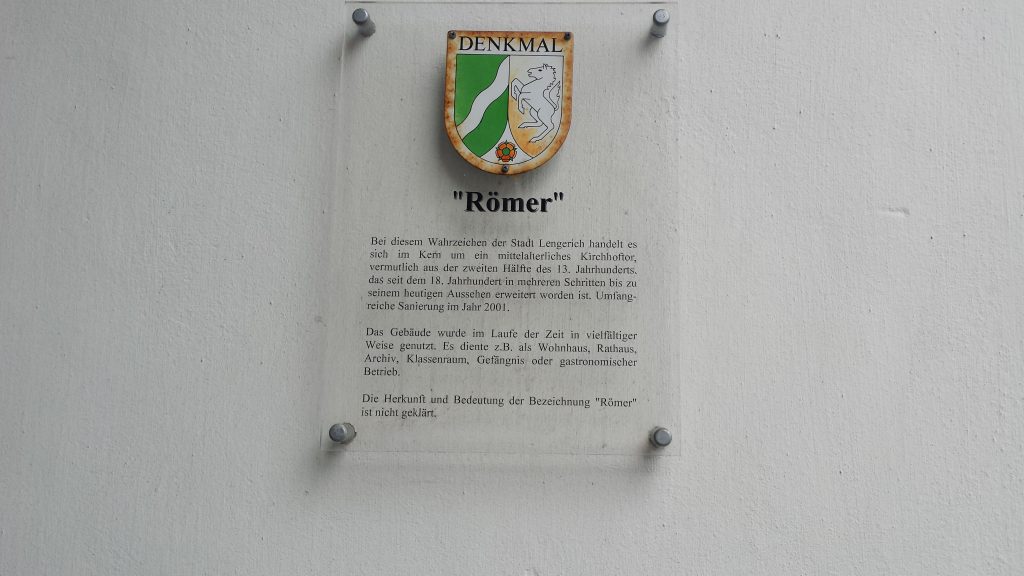 DENKMAL
"Römer"
Bei diesem Wahrzeichen der Stadt Lengerich handelt es
sich im Kern um ein mittelalterliches Kirchhoftor,
vermutlich aus der zweiten Hälfte des 13. Jahrhunderts.
das seit dem 18. Jahrhundert in mehreren Schritten bis zu
seinem heutigen Aussehen erweitert worden ist. Umfang-
reiche Sanierung im Jahr 2001.
Das Gebäude wurde im Laufe der Zeit in vielfältiger
Weise genutzt. Es diente z.B. als Wohnhaus, Rathaus,
Archiv, Klassenraum, Gefängnis oder gastronomischer
Betrieb.
Die Herkunft und Bedeutung der Bezeichnung "Römer"
ist nicht geklärt.